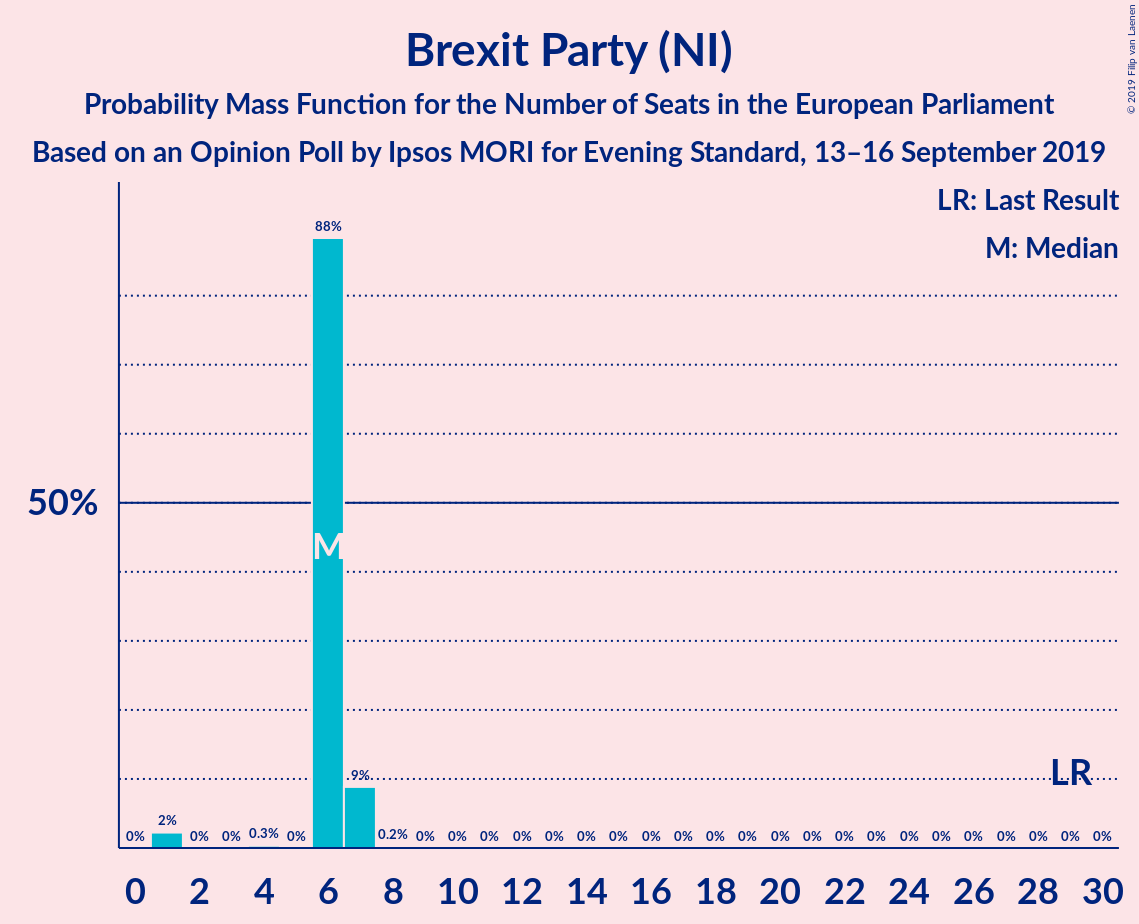 Brexit Party (NI)
Probability Mass Function for the Number of Seats in the European Parliament
Based on an Opinion Poll by Ipsos MORI for Evening Standard, 13–16 September 2019
© 2019 Filip van Laenen
LR: Last Result
M: Median
88%
50%
M
LR
9%
0% 2% 0% 0% 0.3% 0% 0.2% 0% 0% 0% 0% 0% 0% 0% 0% 0% 0% 0% 0% 0% 0% 0% 0% 0% 0% 0% 0% 0% 0%
0 2 4 6 8 10 12 14 16 18 20 22 24 26 28 30